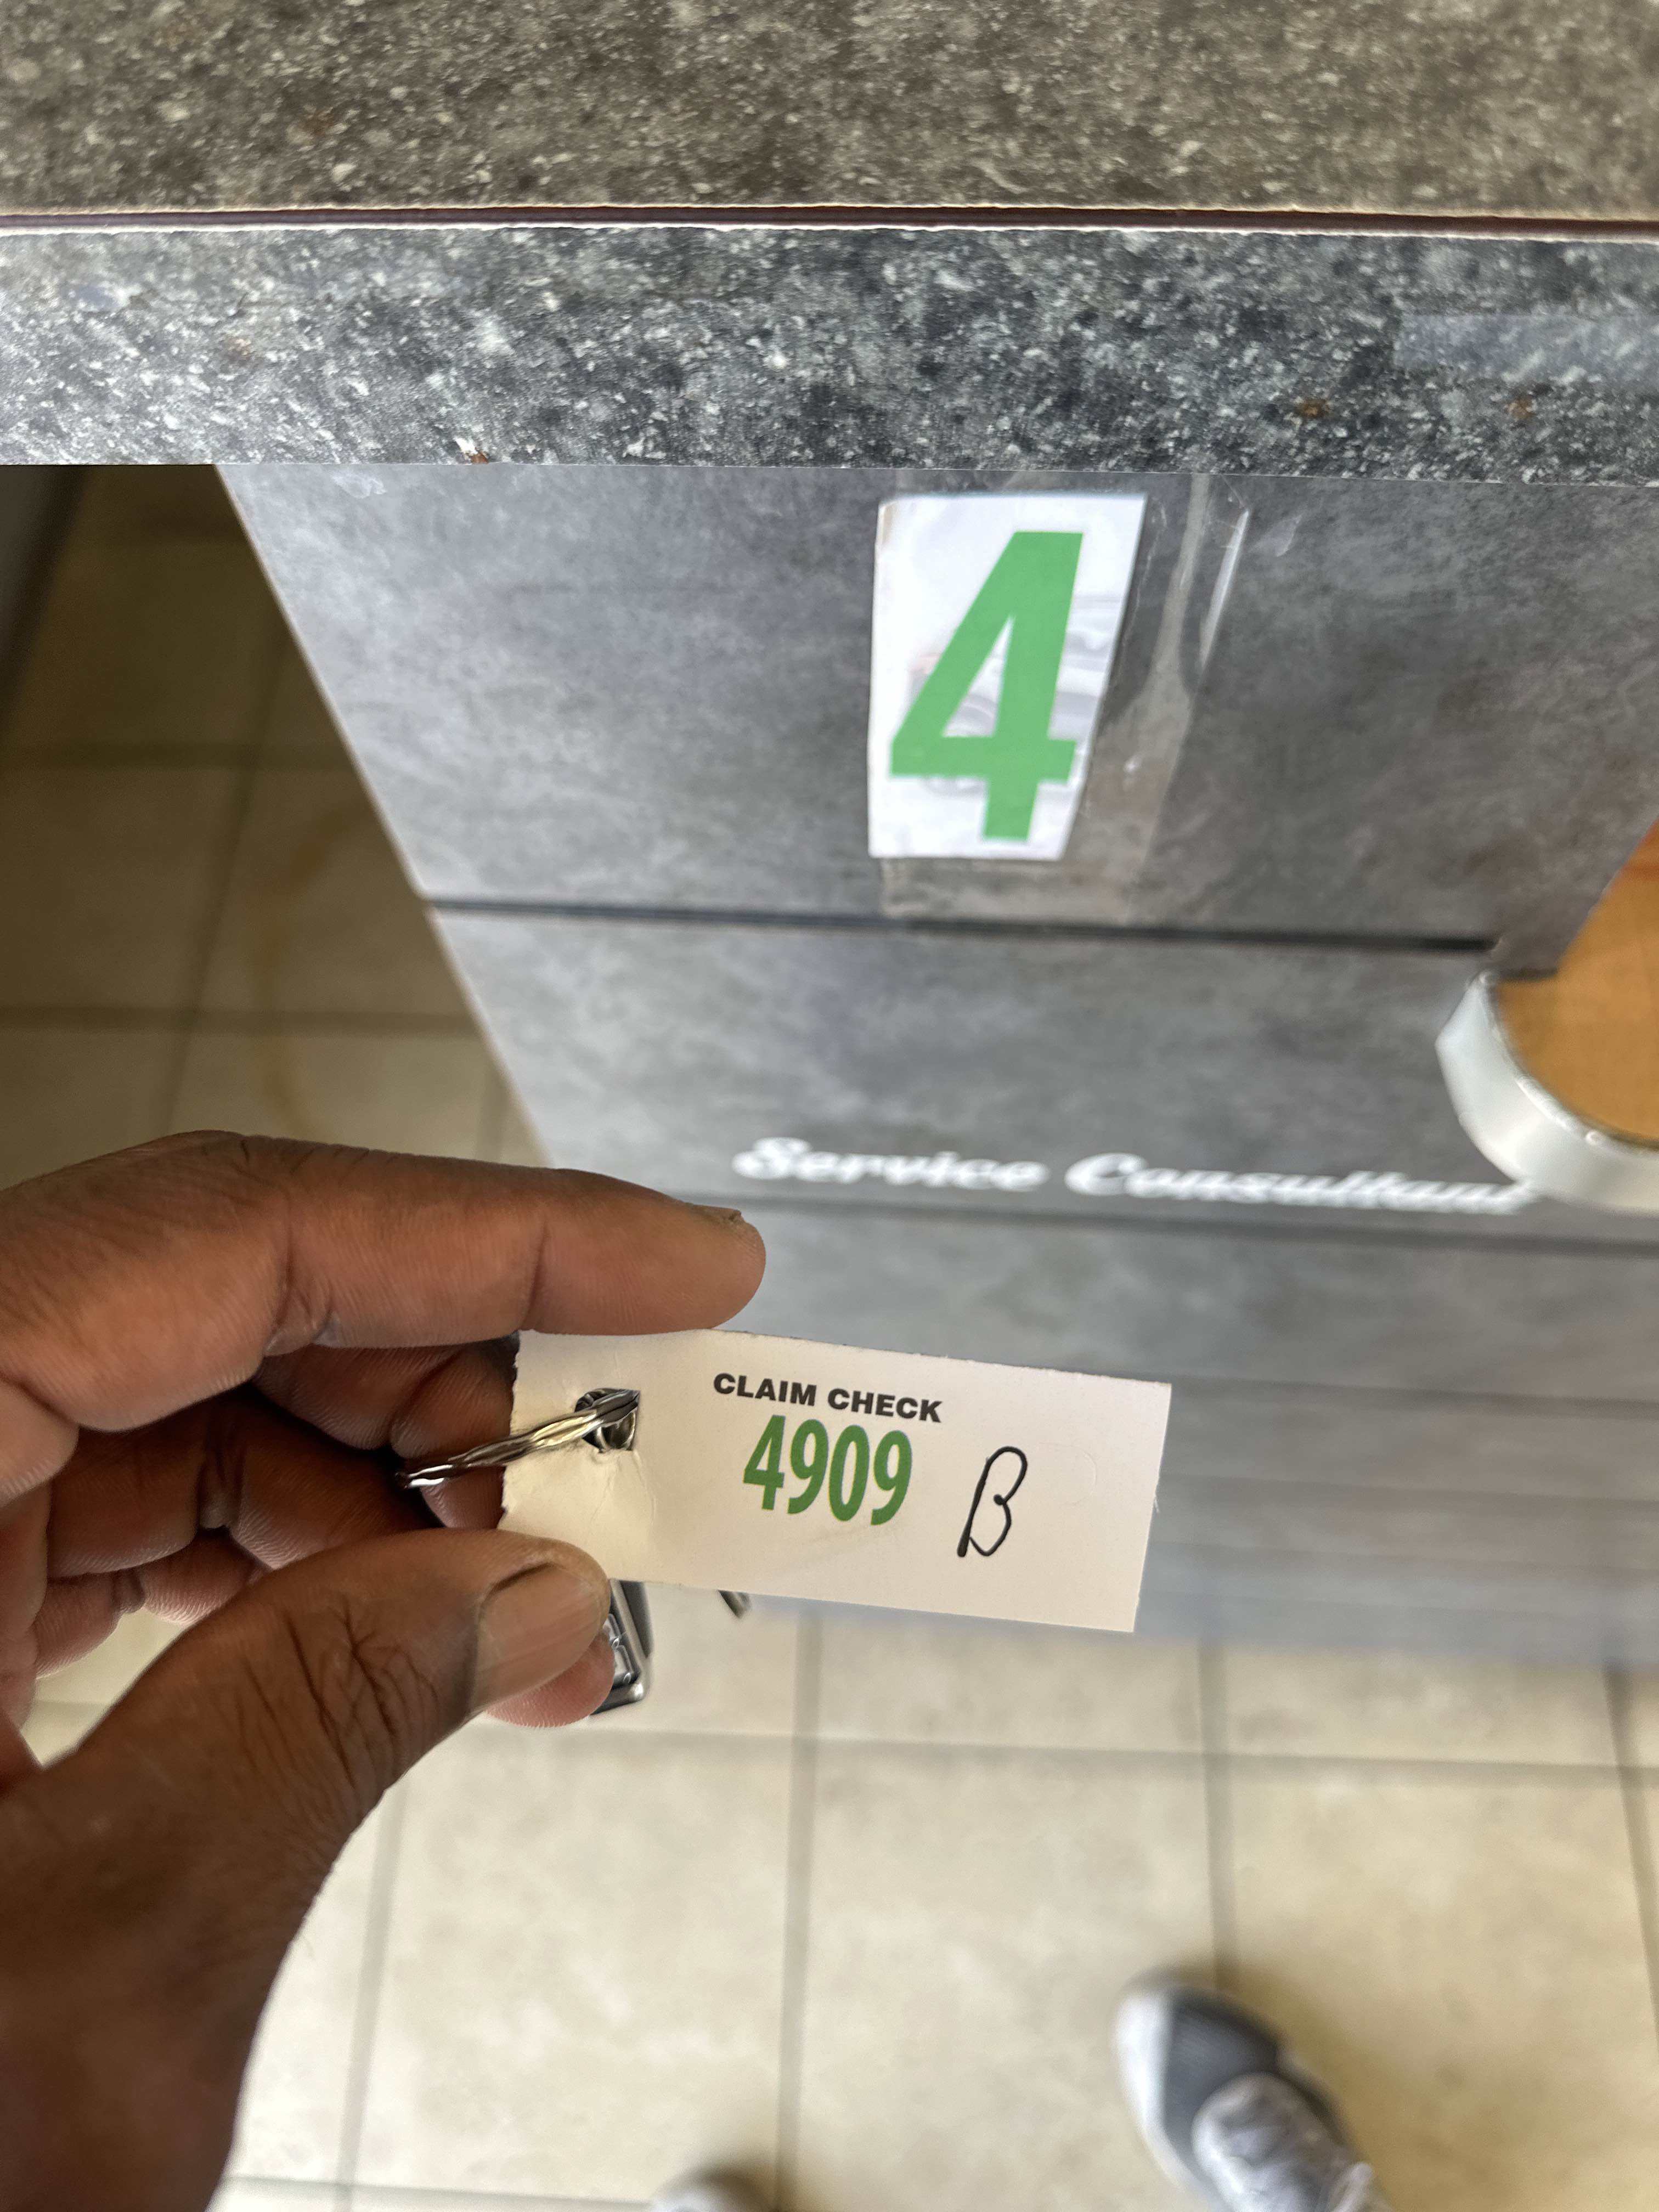 4
Service Consultant
CLAIM CHECK
4909 B